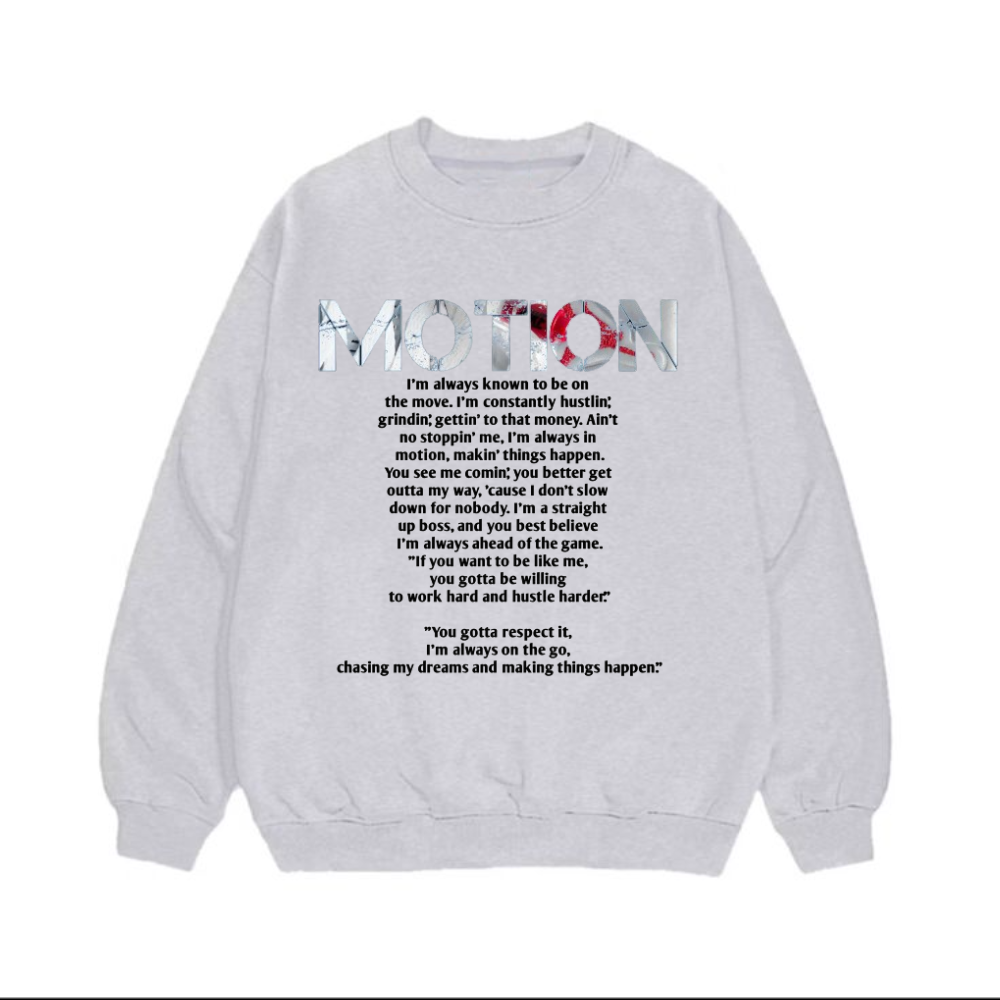 MOTION
I'm always known to be on
the move. I'm constantly hustlin',
grindin', gettin' to that money. Ain't
no stoppin' me, I'm always in
motion, makin' things happen.
You see me comin', you better get
outta my way, 'cause I don't slow
down for nobody. I'm a straight
up boss, and you best believe
I'm always ahead of the game.
"If you want to be like me,
you gotta be willing
to work hard and hustle harder."
"You gotta respect it,
I'm always on the go,
chasing my dreams and making things happen."